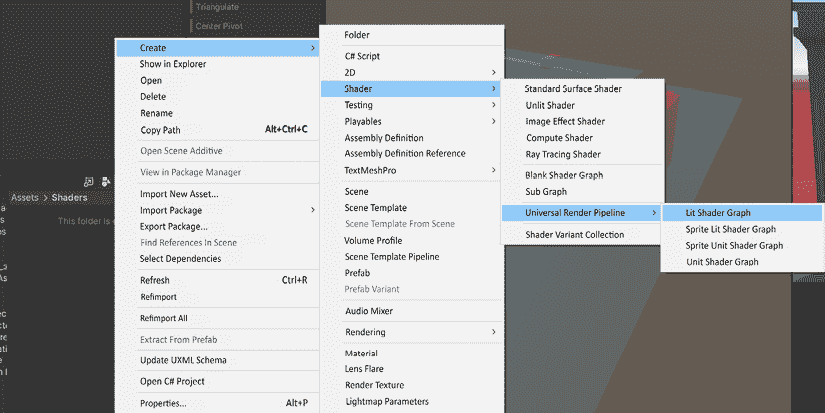 Triangulate
Center Pivot
Assets > Shaders
This folder is
Create
Show in Explorer
Open
Delete
Rename
Copy Path Alt+Ctrl+C
Open Scene Additive
View in Package Manager
Import New Asset...
Import Package
Export Package...
Find References In Scene
Select Dependencies
Refresh Ctrl+R
Refimport
Refimport All
Extract From Prefab
Update UXML Schema
Open C# Project
Properties... Alt+P
Folder
C# Script
2D
Shader
Testing
Playables
Assembly Definition
Assembly Definition Reference
TextMeshPro
Scene
Scene Template
Scene Template From Scene
Volume Profile
Scene Template Pipeline
Prefab
Prefab Variant
Audio Mixer
Rendering
Material
Lens Flare
Render Texture
Lightmap Parameters
Standard Surface Shader
Unlit Shader
Image Effect Shader
Compute Shader
Ray Tracing Shader
Blank Shader Graph
Sub Graph
Universal Render Pipeline
Shader Variant Collection
Lit Shader Graph
Sprite Lit Shader Graph
Sprite Unit Shader Graph
Unit Shader Graph